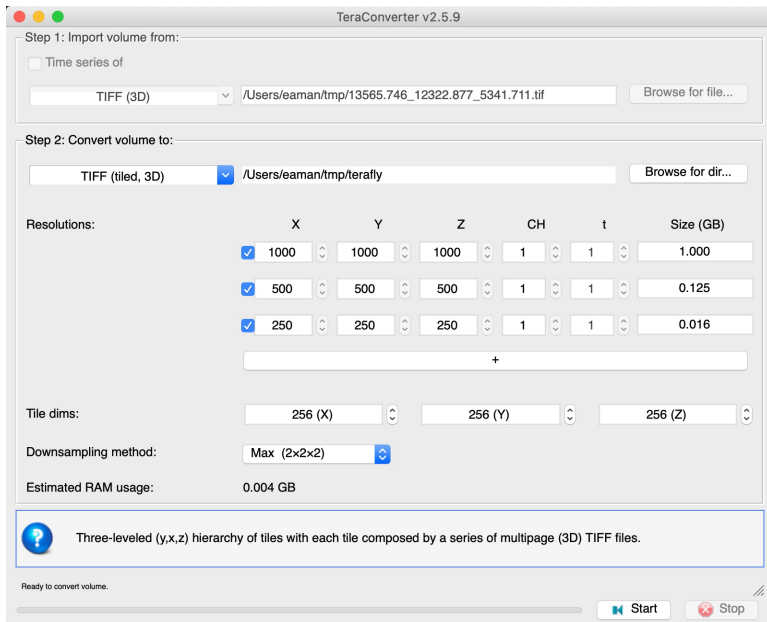 TeraConverter v2.5.9
Step 1: Import volume from:
Time series of
TIFF (3D) /Users/eaman/tmp/13565.746_12322.877_5341.711.tif Browse for file...
Step 2: Convert volume to:
TIFF (tiled, 3D) /Users/eaman/tmp/terafly Browse for dir...
Resolutions: X Y Z CH t Size (GB)
1000 1000 1000 1 1 1.000
500 500 500 1 1 0.125
250 250 250 1 1 0.016
+
Tile dims: 256 (X) 256 (Y) 256 (Z)
Downsampling method: Max (2×2×2)
Estimated RAM usage: 0.004 GB
? Three-leveled (y,x,z) hierarchy of tiles with each tile composed by a series of multipage (3D) TIFF files.
Ready to convert volume.
Start Stop